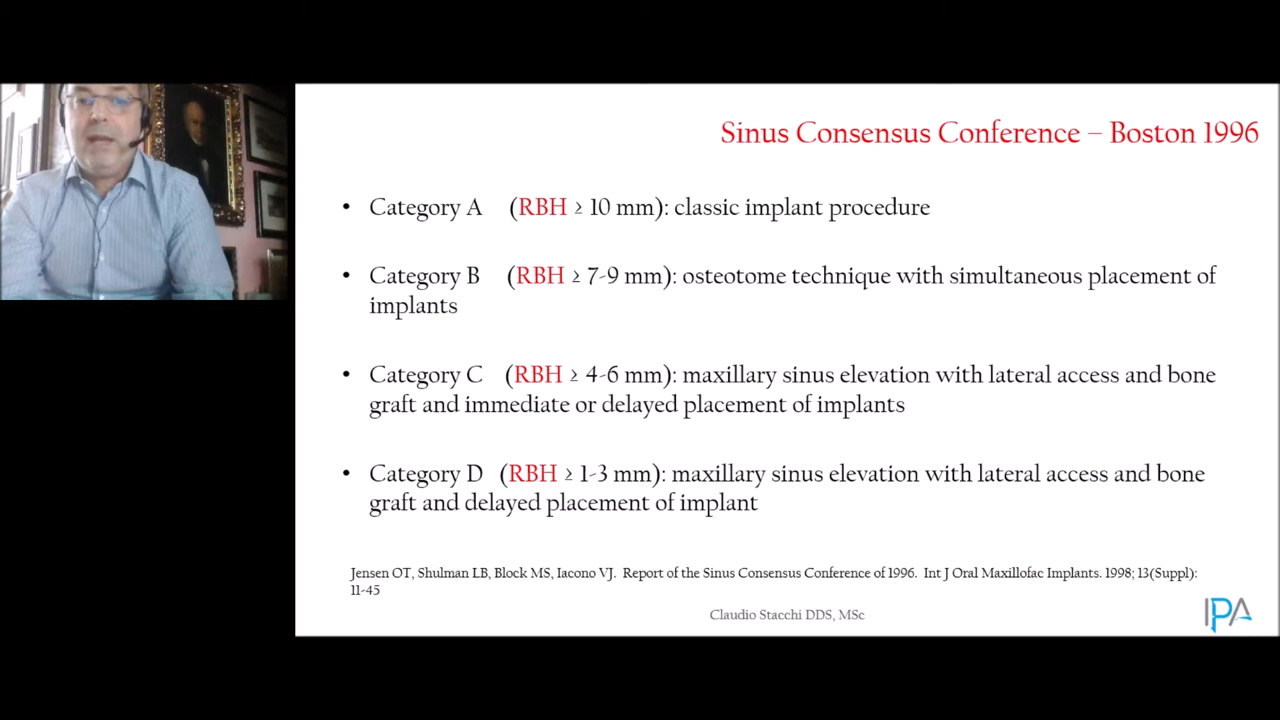 Sinus Consensus Conference – Boston 1996
• Category A (RBH ≥ 10 mm): classic implant procedure
• Category B (RBH ≥ 7-9 mm): osteotome technique with simultaneous placement of
implants
• Category C (RBH ≥ 4-6 mm): maxillary sinus elevation with lateral access and bone
graft and immediate or delayed placement of implants
• Category D (RBH ≥ 1-3 mm): maxillary sinus elevation with lateral access and bone
graft and delayed placement of implant
Jensen OT, Shulman LB, Block MS, Iacono VJ. Report of the Sinus Consensus Conference of 1996. Int J Oral Maxillofac Implants. 1998; 13(Suppl):
11-45
Claudio Stacchi DDS, MSc
IPA